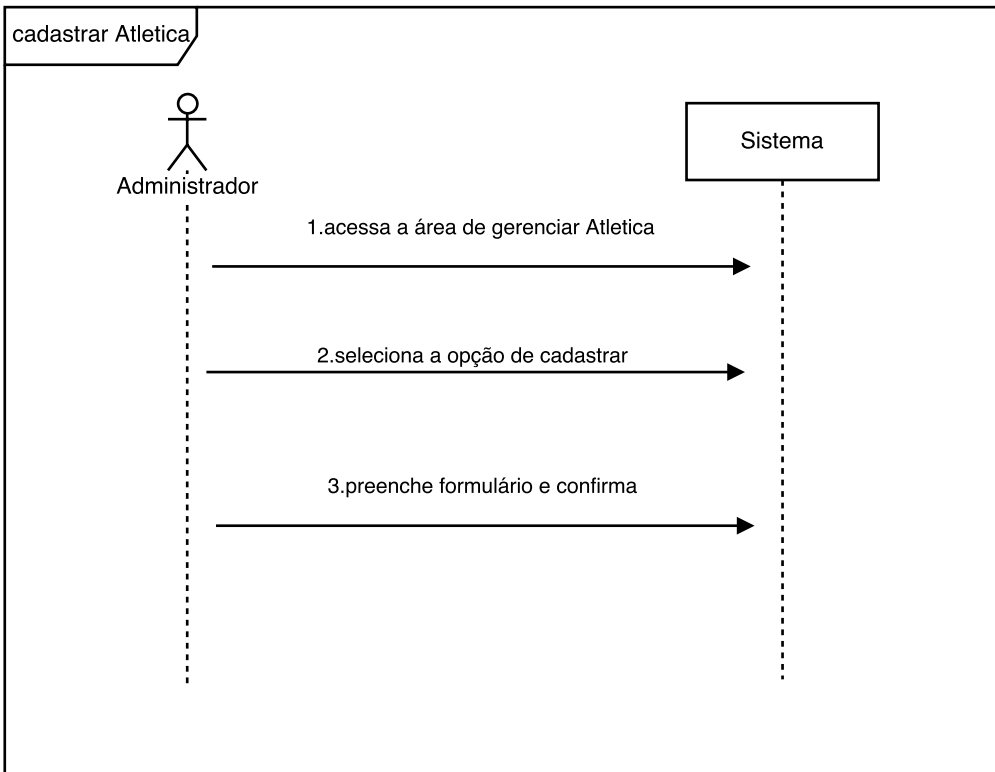 cadastrar Atletica
Sistema
Administrador
1.acessa a área de gerenciar Atletica
2.seleciona a opção de cadastrar
3.preenche formulário e confirma